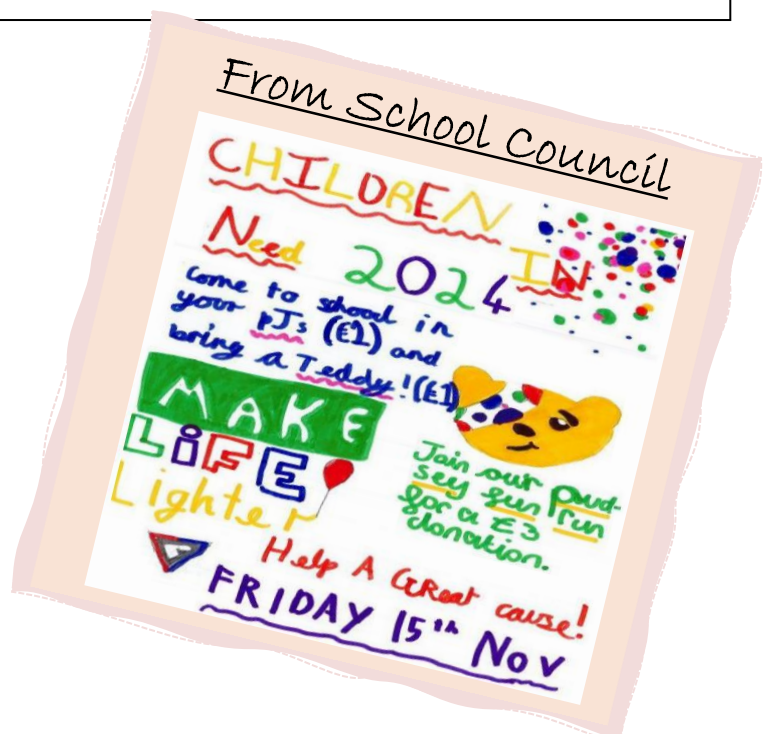 From School Council
CHILDREN IN
Need 2024
come to school in
your PJs (£1) and
bring a Teddy! (£1)
MAKE
LiFE
Lighter
Join our Pud-
sey fun run
for a £3
donation.
Help A GReat cause!
FRIDAY 15th Nov